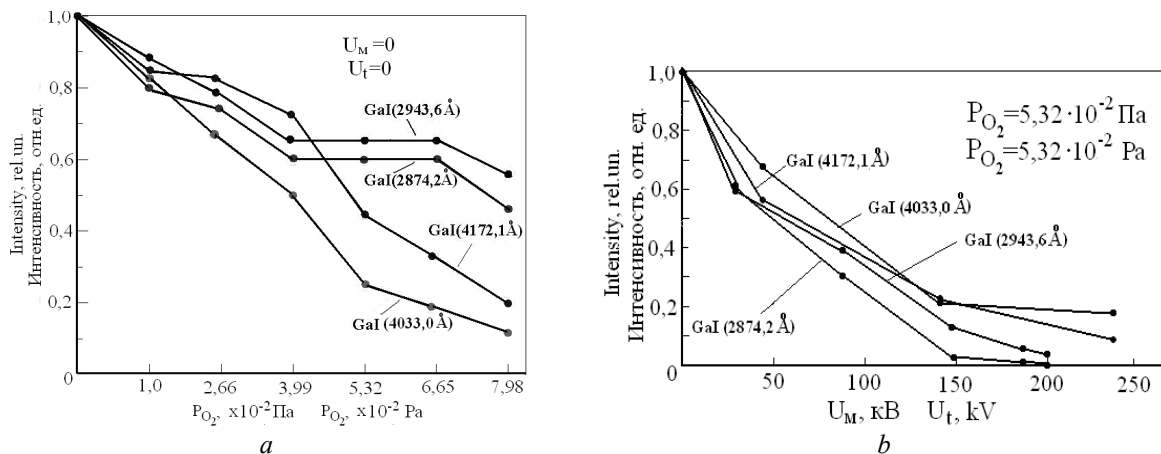 Intensity, rel.un.
Интенсивность, отн. ед.
1,0
0,8
0,6
0,4
0,2
0
U_м =0
U_t=0
GaI(2943,6Å)
GaI(2874,2Å)
GaI(4172,1Å)
GaI (4033,0Å)
1,0 2,66 3,99 5,32 6,65 7,98
P_O₂, x10⁻² Па P_O₂, x10⁻² Pa
a
Intensity, rel.un.
Интенсивность, отн. ед.
1,0
0,8
0,6
0,4
0,2
0
P_O₂=5,32·10⁻² Па
P_O₂=5,32·10⁻² Pa
GaI (4172,1Å)
GaI (4033,0Å)
GaI (2943,6Å)
GaI (2874,2Å)
50 100 150 200 250
U_м, кВ U_t, kV
b